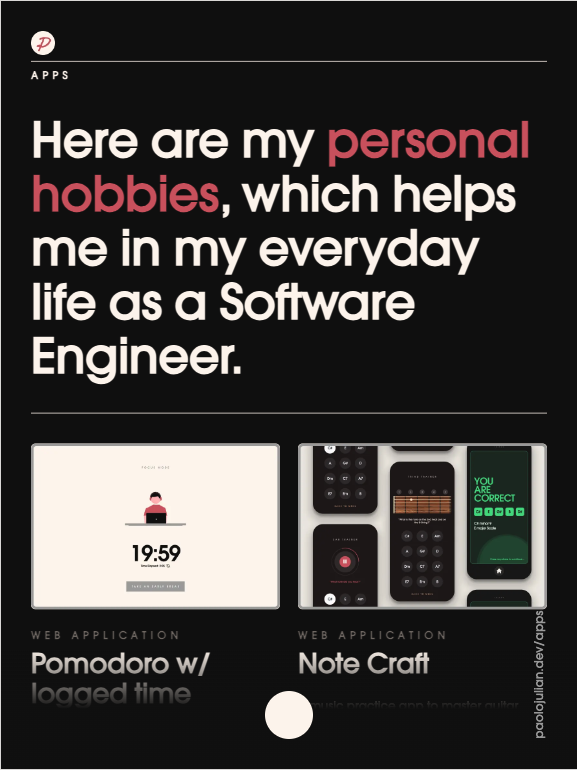 P
APPS
Here are my personal
hobbies, which helps
me in my everyday
life as a Software
Engineer.
FOCUS MODE
19:59
YOU
ARE
CORRECT
WEB APPLICATION
Pomodoro w/
logged time
WEB APPLICATION
Note Craft
music practice app to master guitar
paolojulian.dev/apps